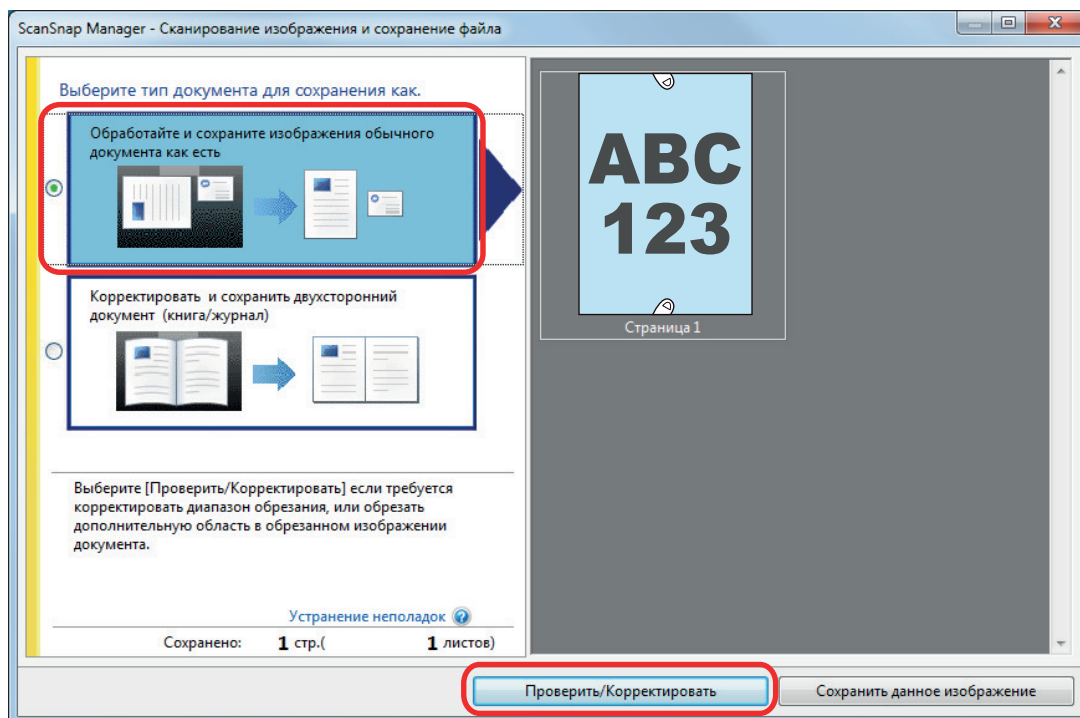 ScanSnap Manager - Сканирование изображения и сохранение файла
Выберите тип документа для сохранения как.
Обработайте и сохраните изображения обычного
документа как есть
Корректировать и сохранить двухсторонний
документ (книга/журнал)
Выберите [Проверить/Корректировать] если требуется
корректировать диапазон обрезания, или обрезать
дополнительную область в обрезанном изображении
документа.
Устранение неполадок
Сохранено: 1 стр.( 1 листов)
ABC
123
Страница 1
Проверить/Корректировать
Сохранить данное изображение